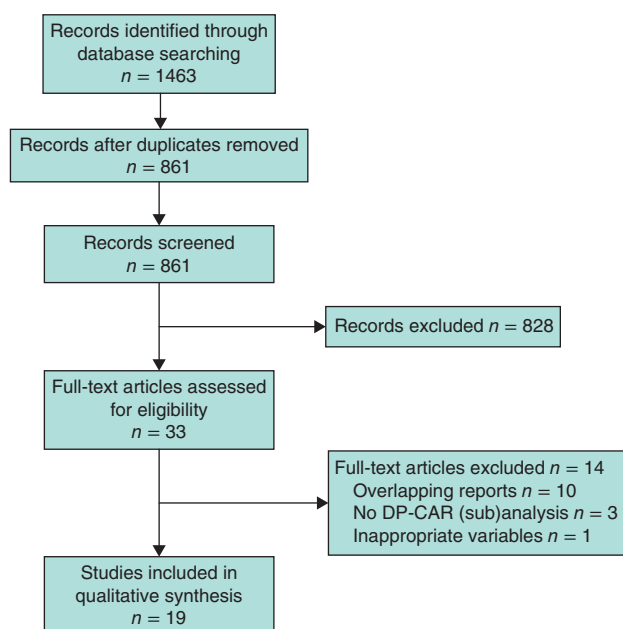 Records identified through
database searching
n = 1463
Records after duplicates removed
n = 861
Records screened
n = 861
Records excluded n = 828
Full-text articles assessed
for eligibility
n = 33
Full-text articles excluded n = 14
Overlapping reports n = 10
No DP-CAR (sub)analysis n = 3
Inappropriate variables n = 1
Studies included in
qualitative synthesis
n = 19